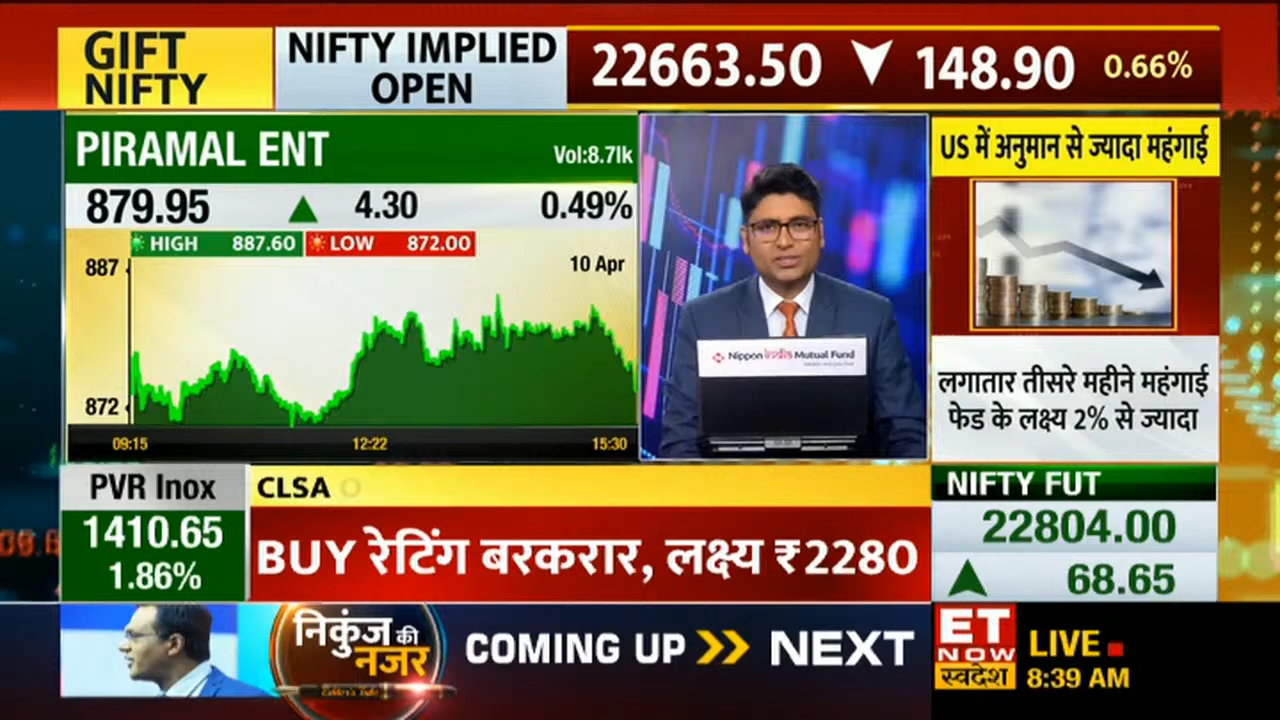 GIFT
NIFTY
NIFTY IMPLIED
OPEN
22663.50 148.90 0.66%
PIRAMAL ENT
Vol:8.7lk
879.95 4.30 0.49%
HIGH 887.60 LOW 872.00
887
10 Apr
872
09:15 12:22 15:30
Nippon india Mutual Fund
US में अनुमान से ज्यादा महंगाई
लगातार तीसरे महीने महंगाई
फेड के लक्ष्य 2% से ज्यादा
PVR Inox
1410.65
1.86%
CLSA
BUY रेटिंग बरकरार, लक्ष्य ₹2280
NIFTY FUT
22804.00
68.65
निकुंज की
नजर
Editor's Take
COMING UP NEXT
ET
NOW
स्वदेश
LIVE
8:39 AM